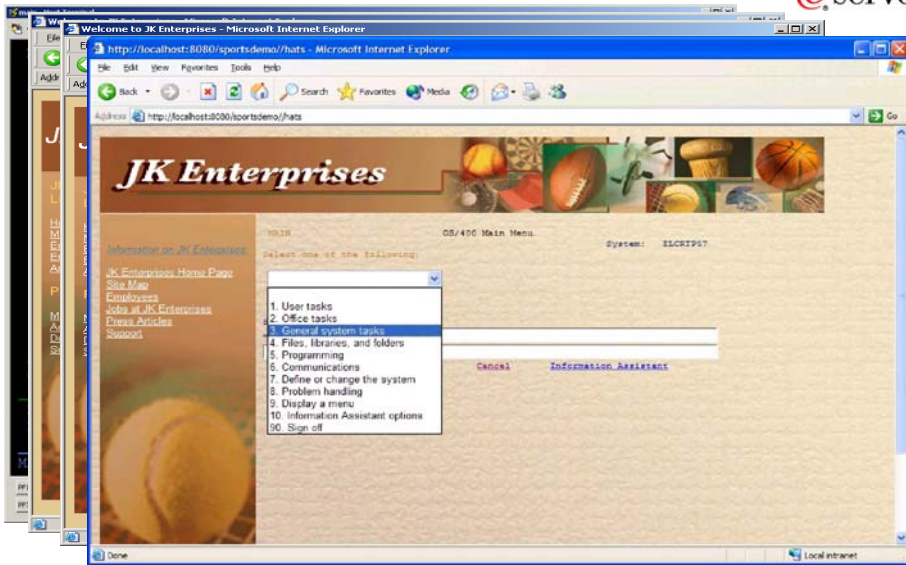 serve
Welcome to JK Enterprises - Microsoft Internet Explorer
http://localhost:8080/sportsdemo//hats - Microsoft Internet Explorer
File Edit View Favorites Tools Help
Back Search Favorites Media
Address http://localhost:8080/sportsdemo//hats Go
JK Enterprises
MAIN OS/400 Main Menu
System: ELCRTP07
Select one of the following:
Information on JK Enterprises
JK Enterprises Home Page
Site Map
Employees
Jobs at JK Enterprises
Press Articles
Support
1. User tasks
2. Office tasks
3. General system tasks
4. Files, libraries, and folders
5. Programming
6. Communications
7. Define or change the system
8. Problem handling
9. Display a menu
10. Information Assistant options
90. Sign off
Cancel Information Assistant
Done Local intranet